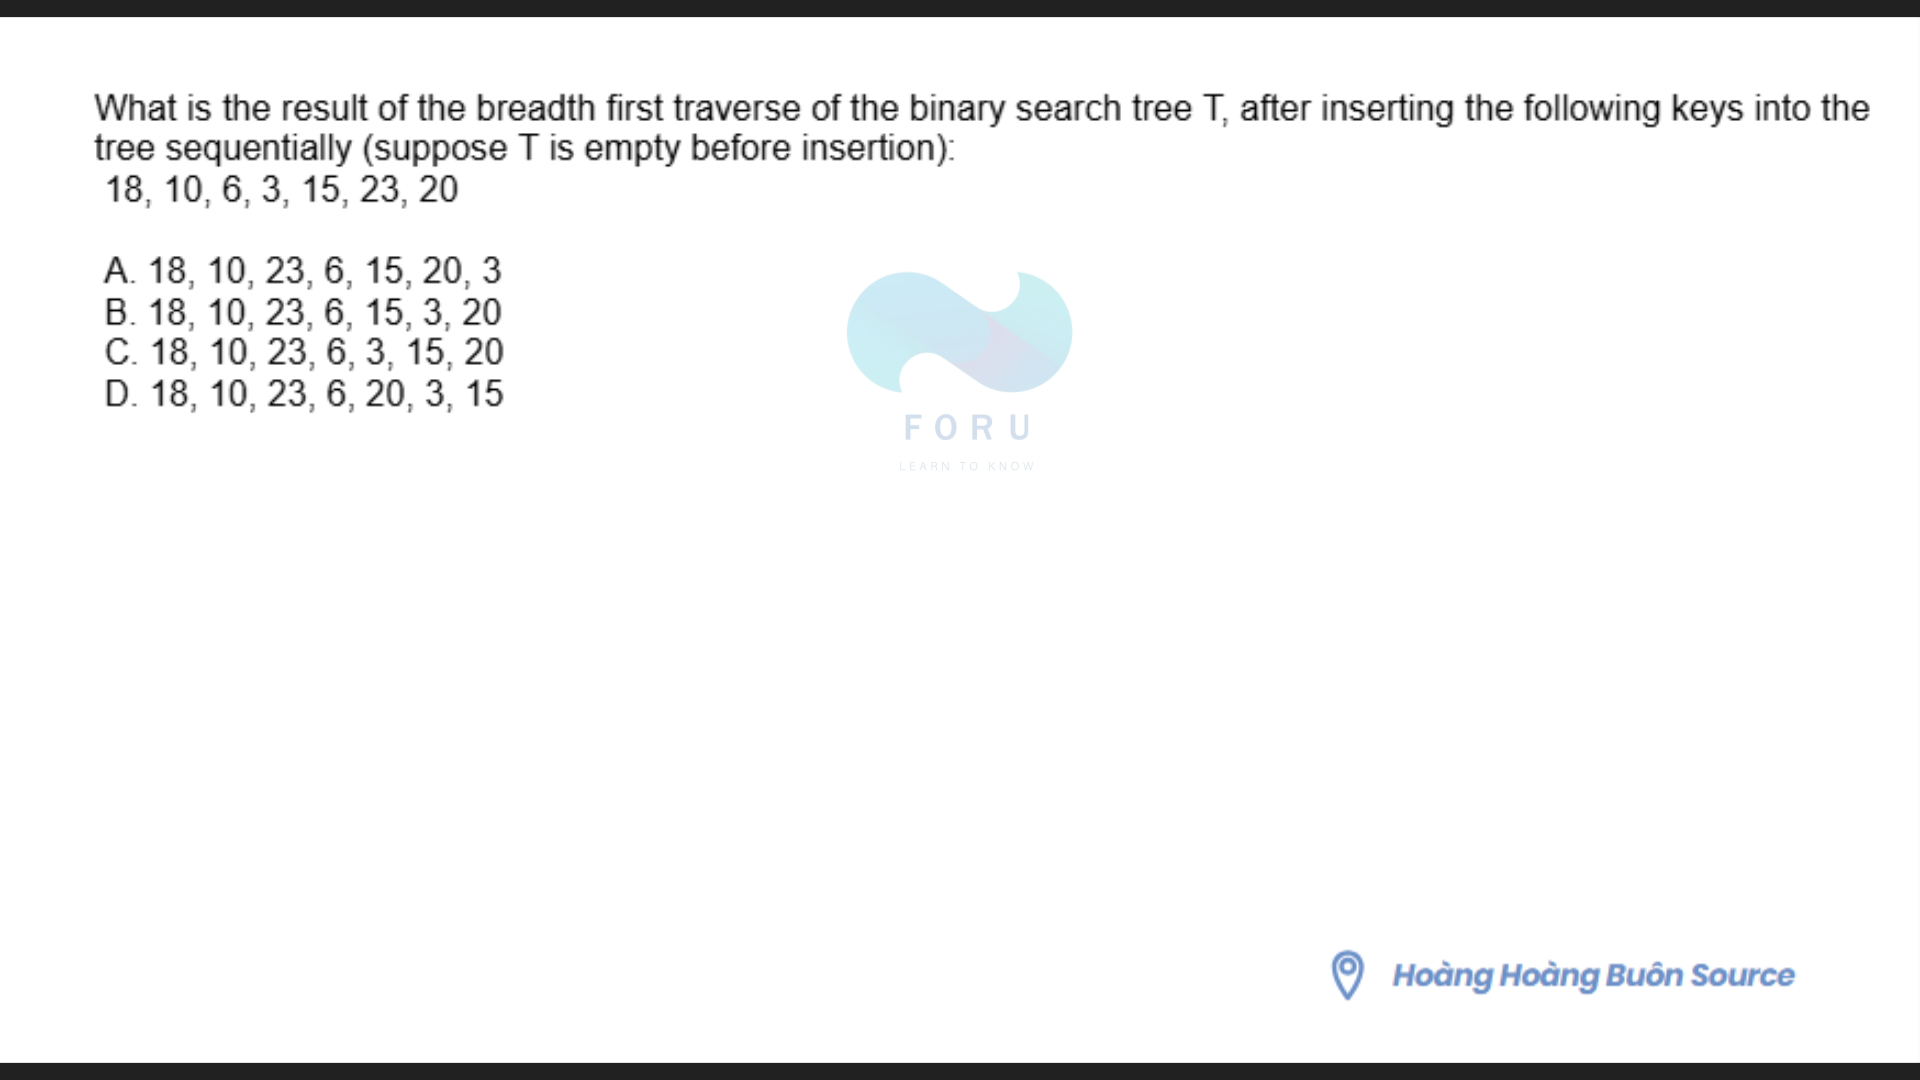 What is the result of the breadth first traverse of the binary search tree T, after inserting the following keys into the
tree sequentially (suppose T is empty before insertion):
18, 10, 6, 3, 15, 23, 20
A. 18, 10, 23, 6, 15, 20, 3
B. 18, 10, 23, 6, 15, 3, 20
C. 18, 10, 23, 6, 3, 15, 20
D. 18, 10, 23, 6, 20, 3, 15
FORU
LEARN TO KNOW
Hoàng Hoàng Buôn Source